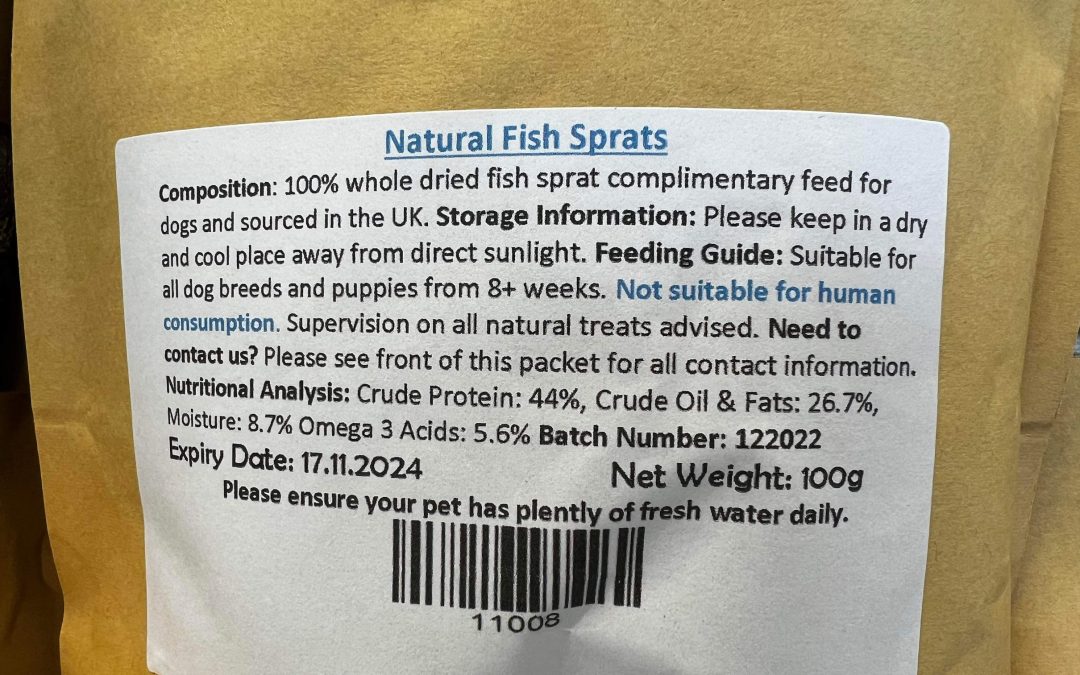 Natural Fish Sprats
Composition: 100% whole dried fish sprat complimentary feed for
dogs and sourced in the UK. Storage Information: Please keep in a dry
and cool place away from direct sunlight. Feeding Guide: Suitable for
all dog breeds and puppies from 8+ weeks. Not suitable for human
consumption. Supervision on all natural treats advised. Need to
contact us? Please see front of this packet for all contact information.
Nutritional Analysis: Crude Protein: 44%, Crude Oil & Fats: 26.7%,
Moisture: 8.7% Omega 3 Acids: 5.6% Batch Number: 122022
Expiry Date: 17.11.2024 Net Weight: 100g
Please ensure your pet has plently of fresh water daily.
11008